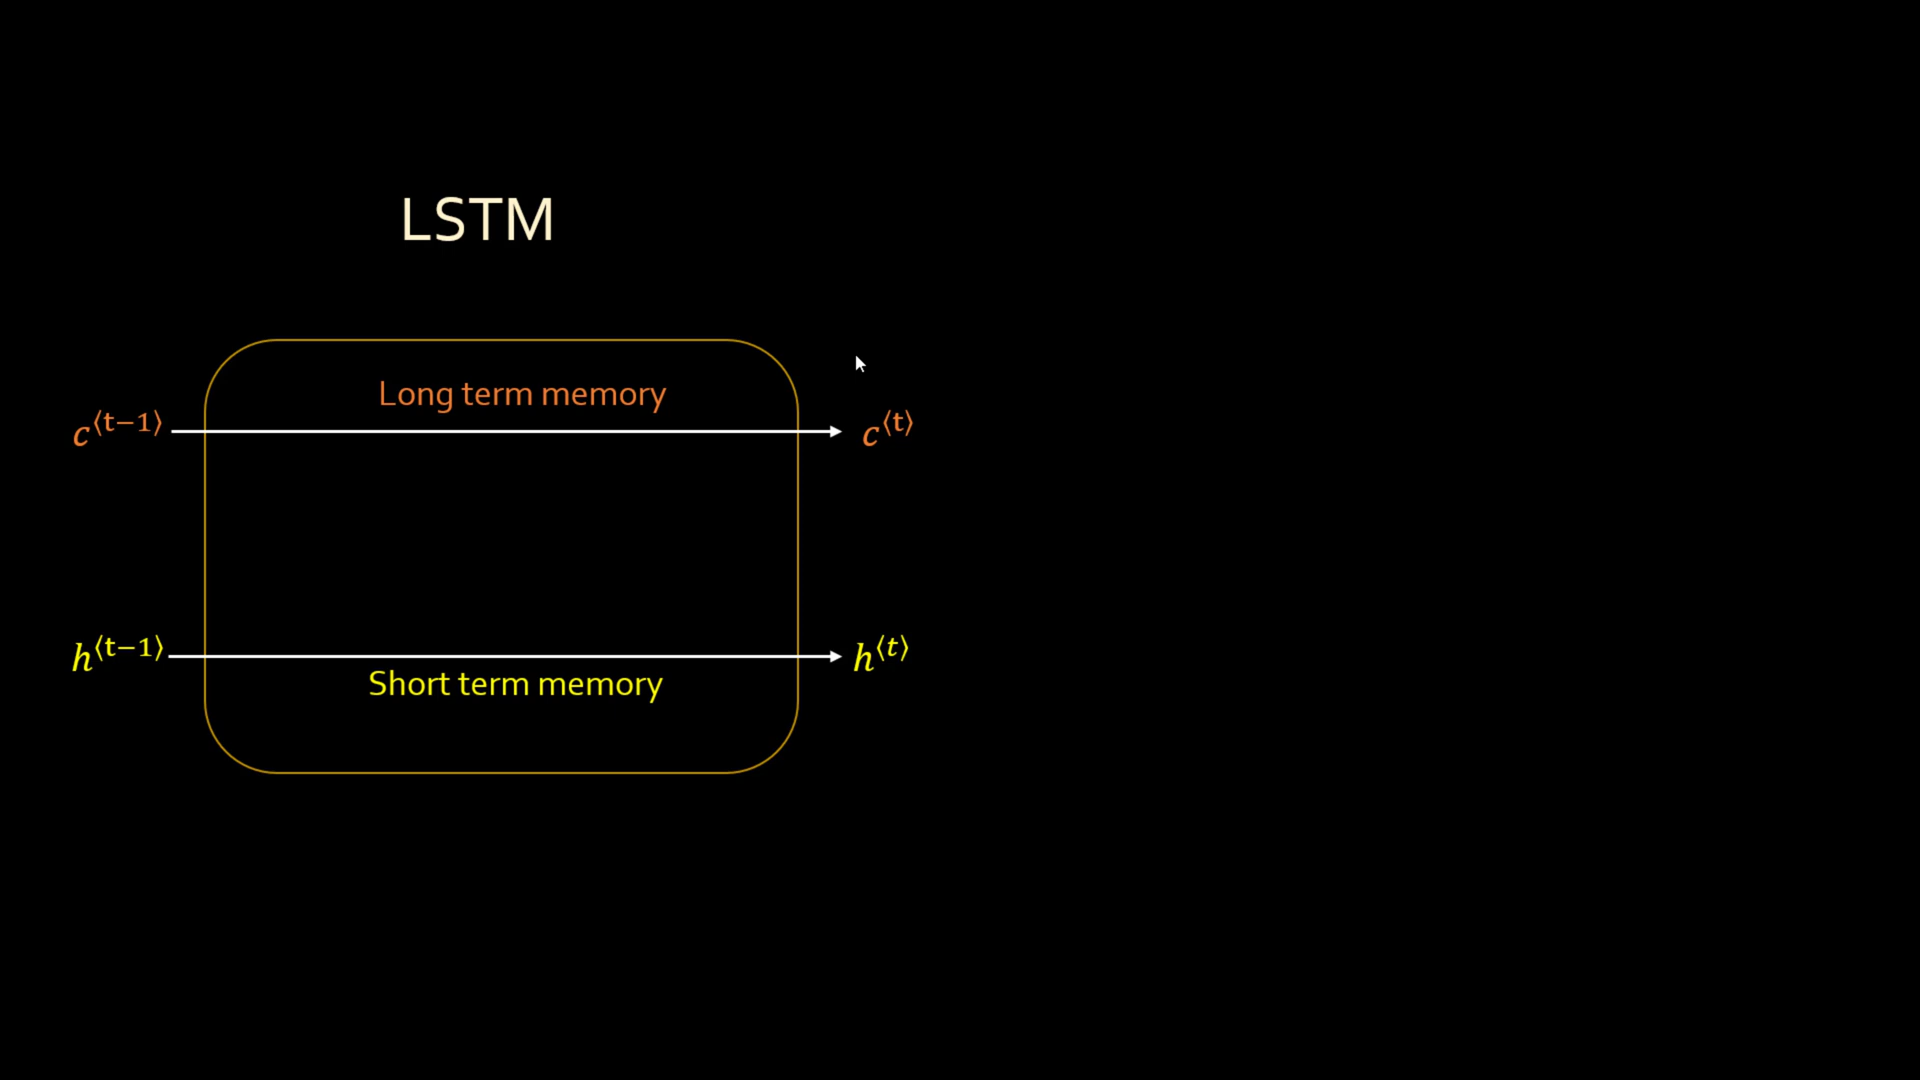 LSTM
Long term memory
c⟨t−1⟩ c⟨t⟩
h⟨t−1⟩ h⟨t⟩
Short term memory